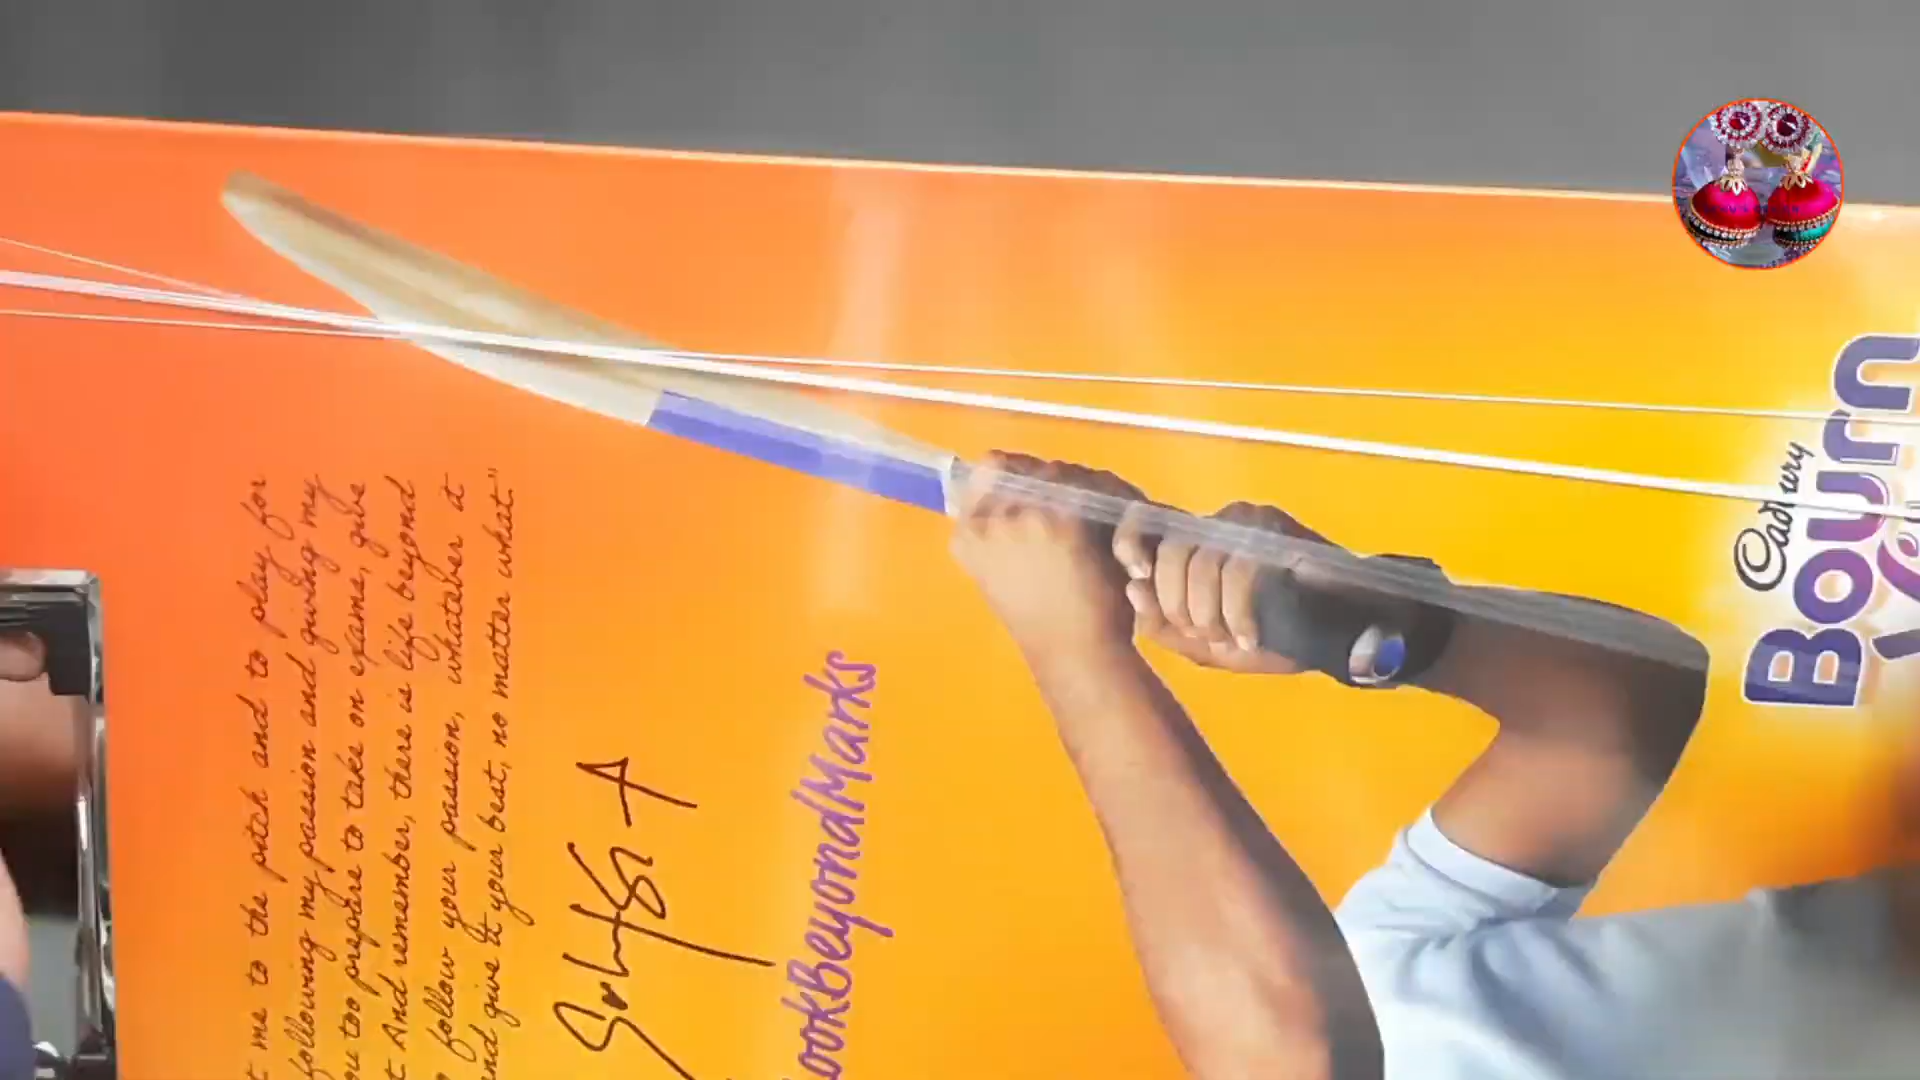 t me to the pitch and to play for
following my passion and giving my
ou too prepare to take on exams, give
t And remember, there is life beyond
follow your passion, whatever it
and give it your best, no matter what"
ookBeyondMarks
Cadbury
Bourn